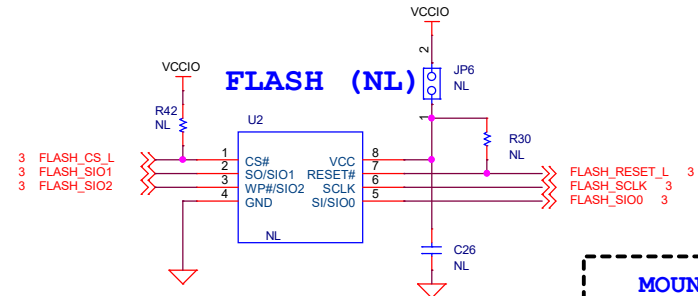 VCCIO
2
VCCIO
FLASH (NL)
JP6
NL
1
R42
NL
U2
R30
NL
3 FLASH_CS_L 1 CS# VCC 8
3 FLASH_SIO1 2 SO/SIO1 RESET# 7 FLASH_RESET_L 3
3 FLASH_SIO2 3 WP#/SIO2 SCLK 6 FLASH_SCLK 3
4 GND SI/SIO0 5 FLASH_SIO0 3
NL
C26
NL
MOUN